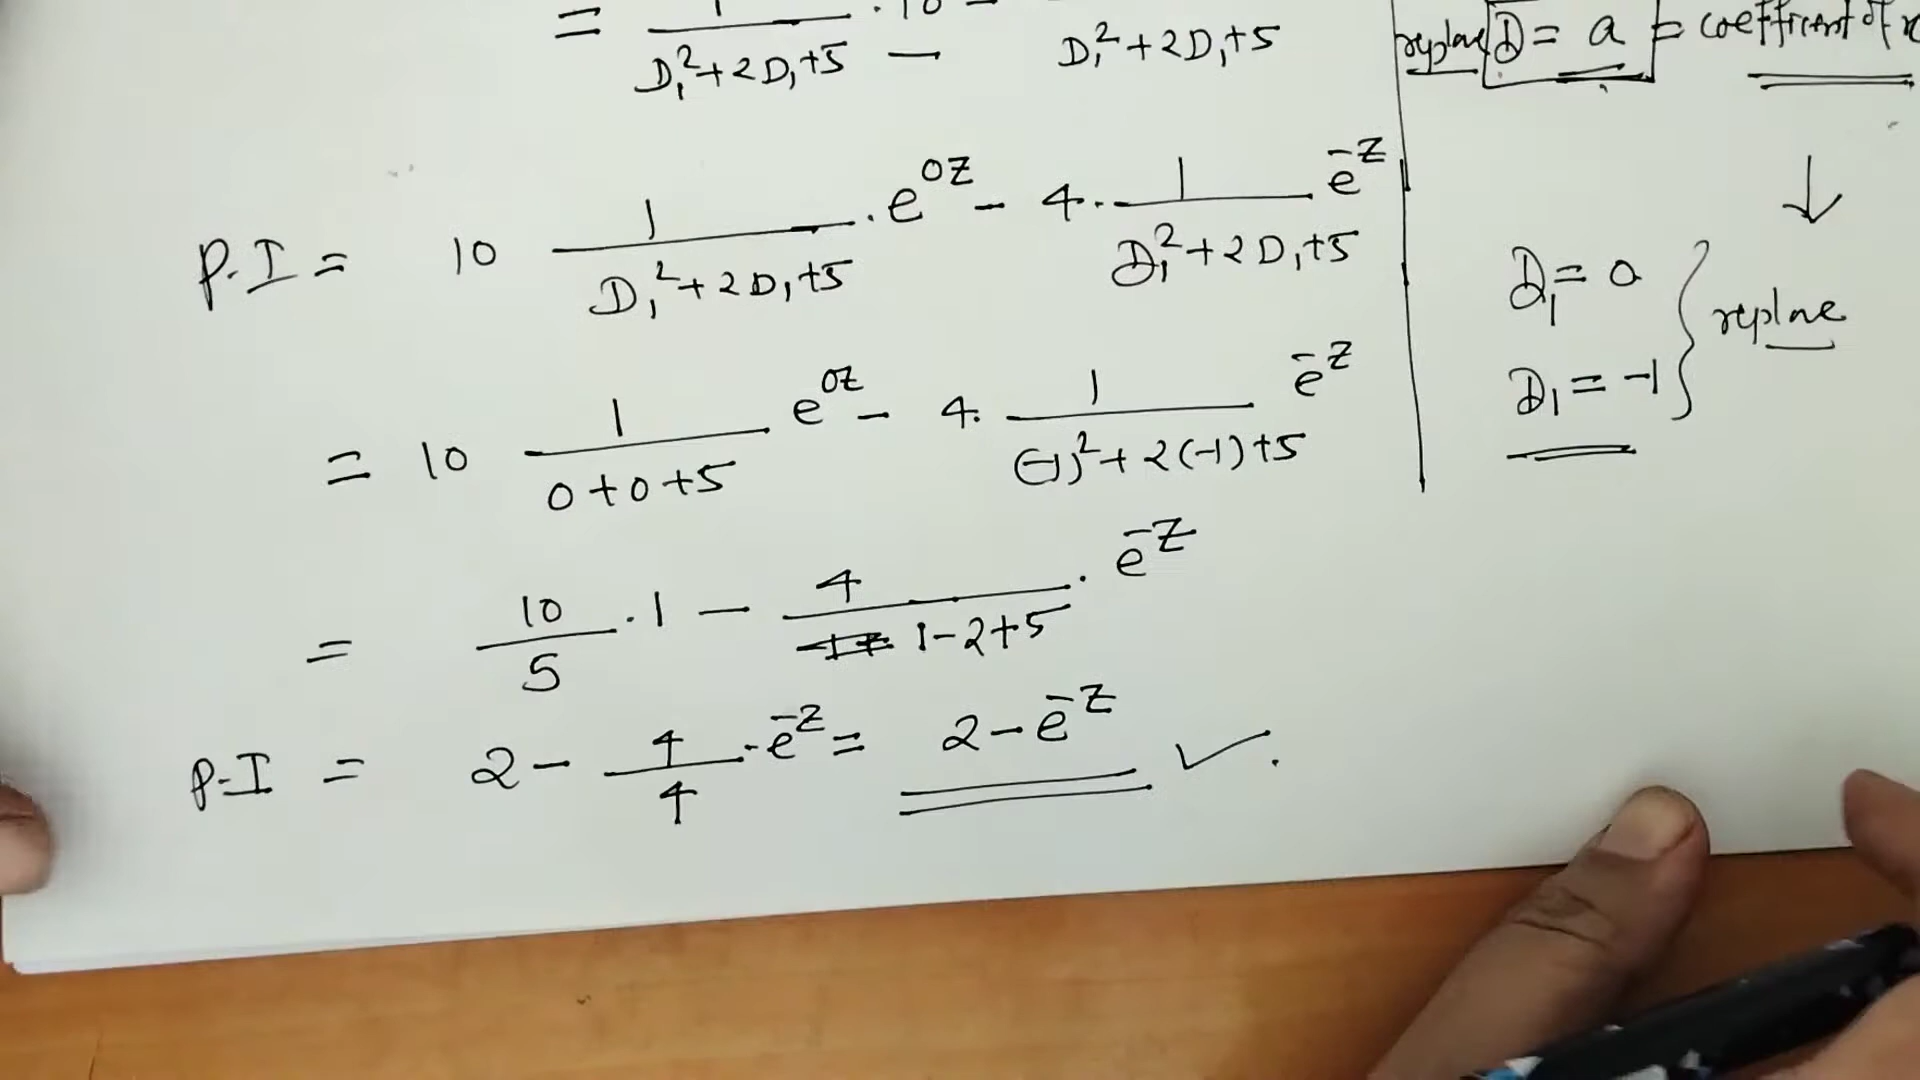 = 1/(D₁²+2D₁+5) · 10 − D₁²+2D₁+5
replace D = a = coefficient of x
P.I = 10 1/(D₁²+2D₁+5) · e^{0z} − 4 · 1/(D₁²+2D₁+5) e^{-z}
↓
D₁ = 0
D₁ = -1
} replace
= 10 1/(0+0+5) e^{0z} − 4 · 1/((-1)²+2(-1)+5) e^{-z}
= 10/5 · 1 − 4/(1-2+5) · e^{-z}
P.I = 2 − 4/4 · e^{-z} = 2 − e^{-z} ✓.